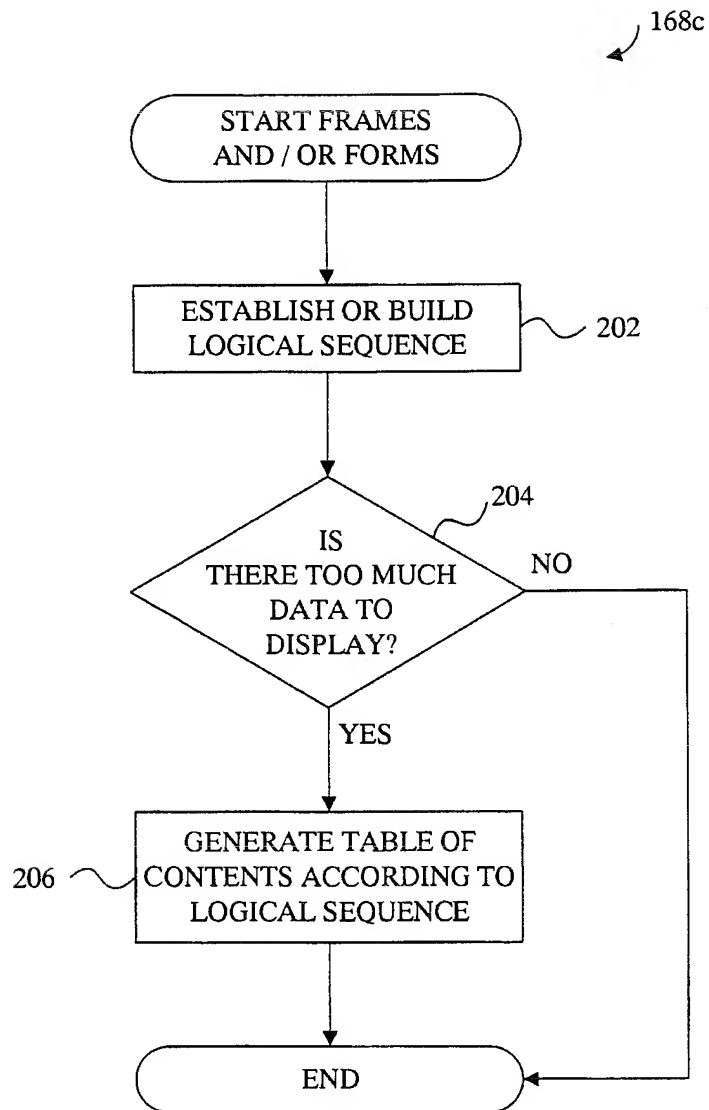 168c
START FRAMES
AND / OR FORMS
ESTABLISH OR BUILD
LOGICAL SEQUENCE
202
204
IS
THERE TOO MUCH
DATA TO
DISPLAY?
NO
YES
GENERATE TABLE OF
CONTENTS ACCORDING TO
LOGICAL SEQUENCE
206
END